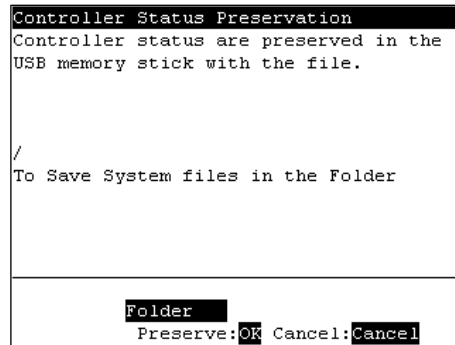 Controller Status Preservation
Controller status are preserved in the
USB memory stick with the file.
/
To Save System files in the Folder
Folder
Preserve:OK Cancel:Cancel